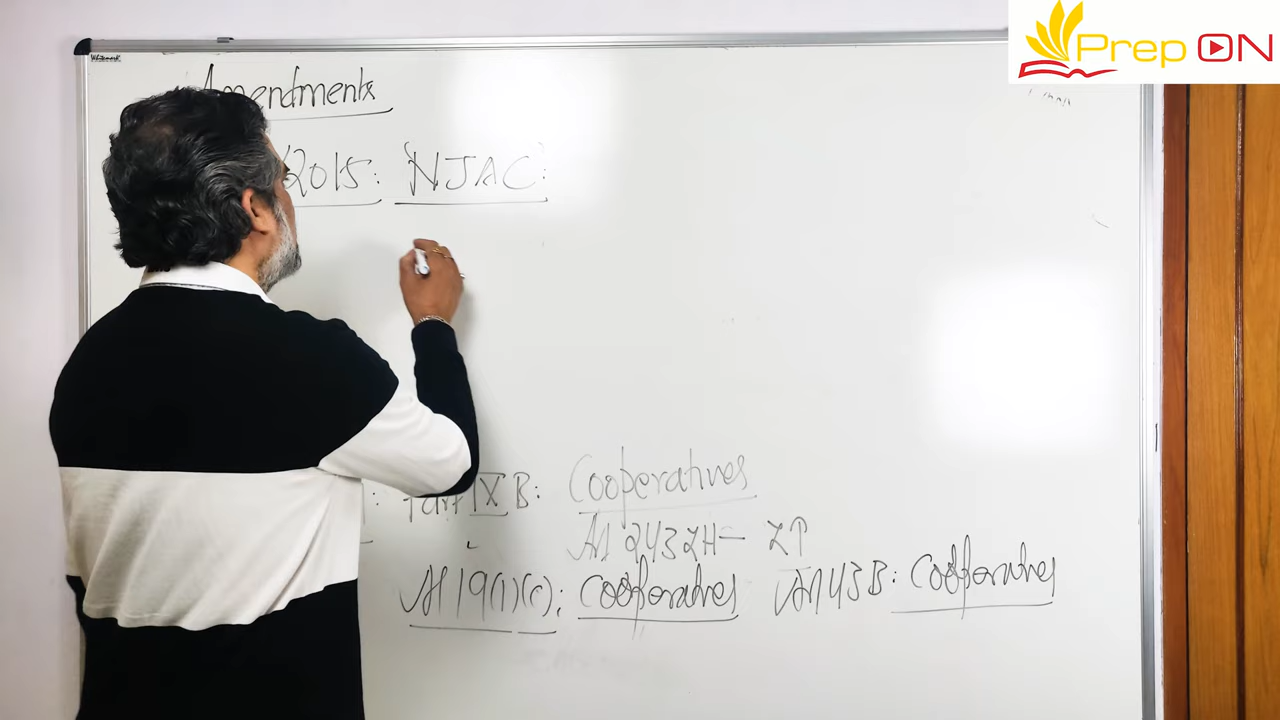 Prep ON
Amendments
2015: 'NJAC':
Part IX B: Cooperatives
Art 243ZH - ZT
Art 19(1)(c): Cooperatives Art 43B: Cooperatives